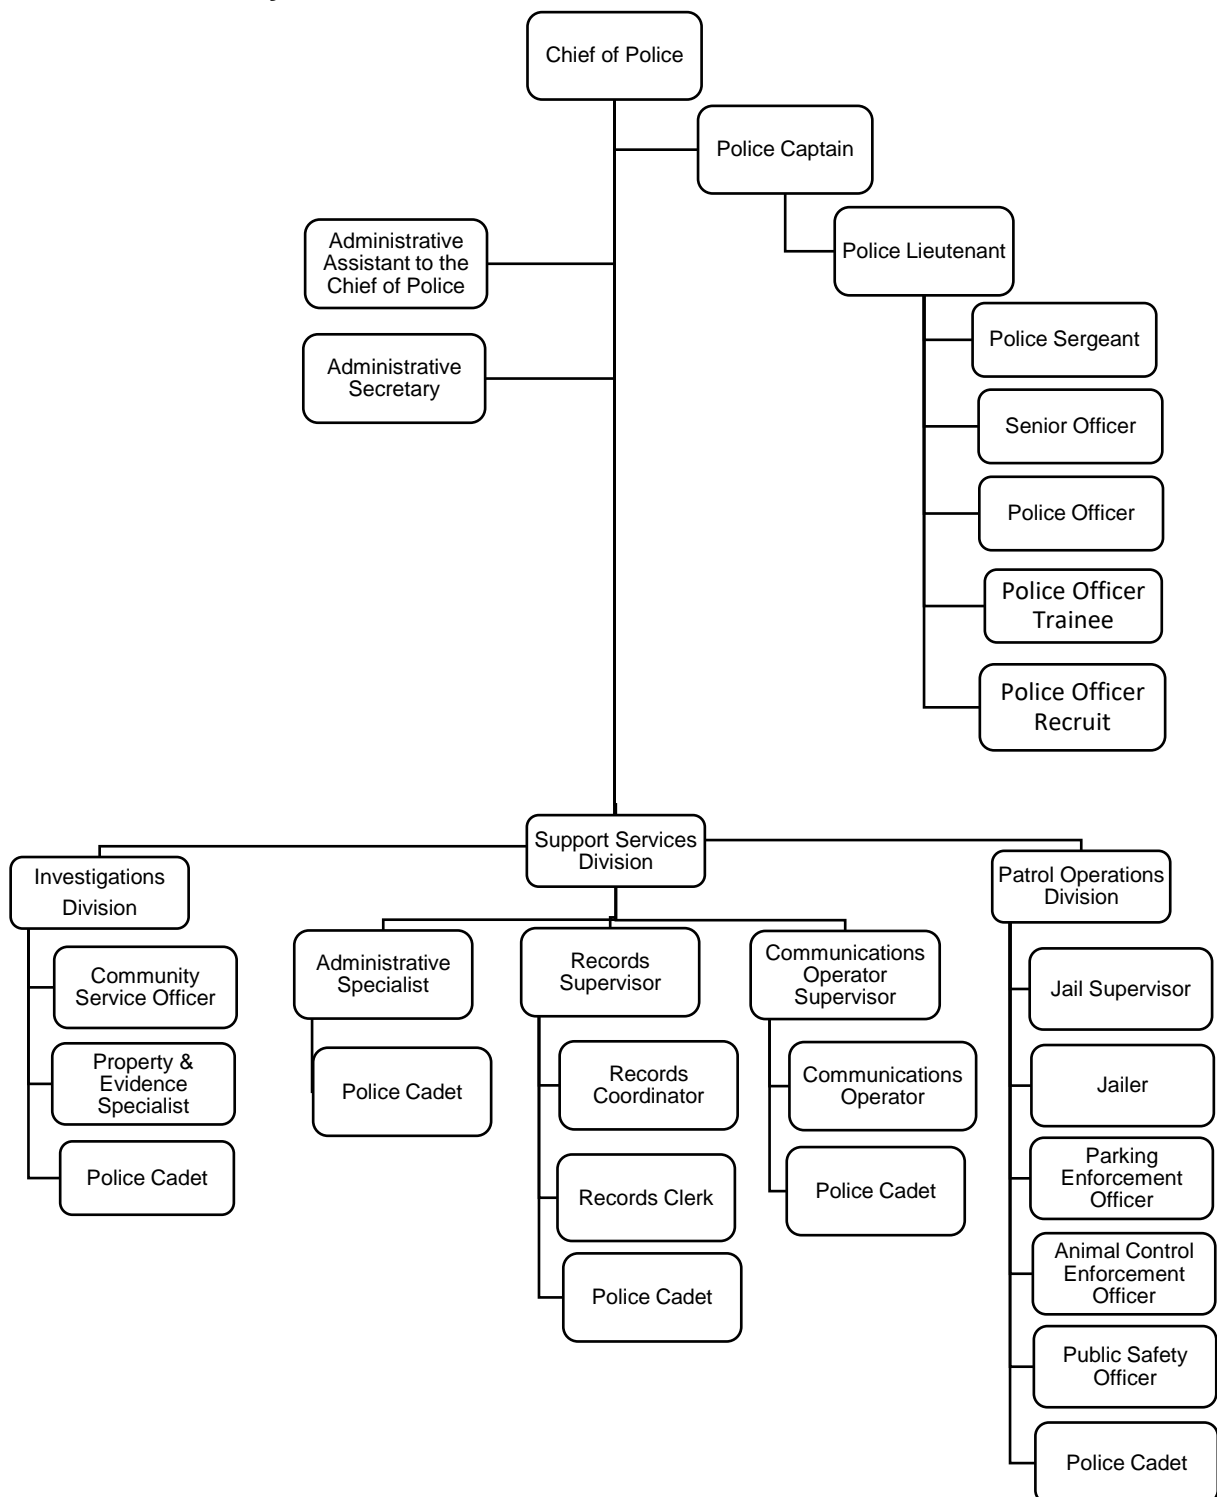 Chief of Police
Police Captain
Administrative
Assistant to the
Chief of Police
Police Lieutenant
Administrative
Secretary
Police Sergeant
Senior Officer
Police Officer
Police Officer
Trainee
Police Officer
Recruit
Support Services
Division
Investigations
Division
Patrol Operations
Division
Community
Service Officer
Property &
Evidence
Specialist
Police Cadet
Administrative
Specialist
Police Cadet
Records
Supervisor
Records
Coordinator
Records Clerk
Police Cadet
Communications
Operator
Supervisor
Communications
Operator
Police Cadet
Jail Supervisor
Jailer
Parking
Enforcement
Officer
Animal Control
Enforcement
Officer
Public Safety
Officer
Police Cadet